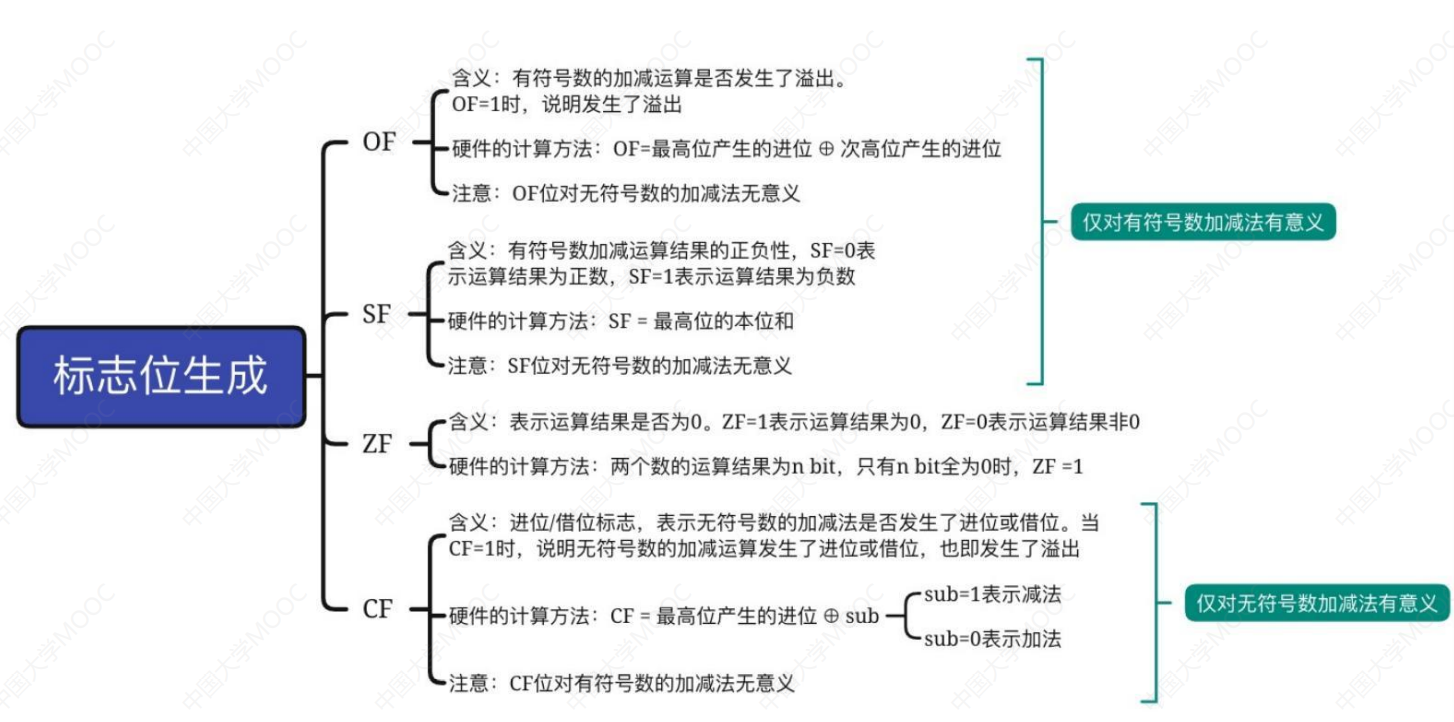 标志位生成
OF
含义：有符号数的加减运算是否发生了溢出。
OF=1时，说明发生了溢出
硬件的计算方法：OF=最高位产生的进位 ⊕ 次高位产生的进位
注意：OF位对无符号数的加减法无意义
SF
含义：有符号数加减运算结果的正负性，SF=0表
示运算结果为正数，SF=1表示运算结果为负数
硬件的计算方法：SF = 最高位的本位和
注意：SF位对无符号数的加减法无意义
仅对有符号数加减法有意义
ZF
含义：表示运算结果是否为0。ZF=1表示运算结果为0，ZF=0表示运算结果非0
硬件的计算方法：两个数的运算结果为n bit，只有n bit全为0时，ZF =1
CF
含义：进位/借位标志，表示无符号数的加减法是否发生了进位或借位。当
CF=1时，说明无符号数的加减运算发生了进位或借位，也即发生了溢出
硬件的计算方法：CF = 最高位产生的进位 ⊕ sub
sub=1表示减法
sub=0表示加法
注意：CF位对有符号数的加减法无意义
仅对无符号数加减法有意义
中国大学MOOC